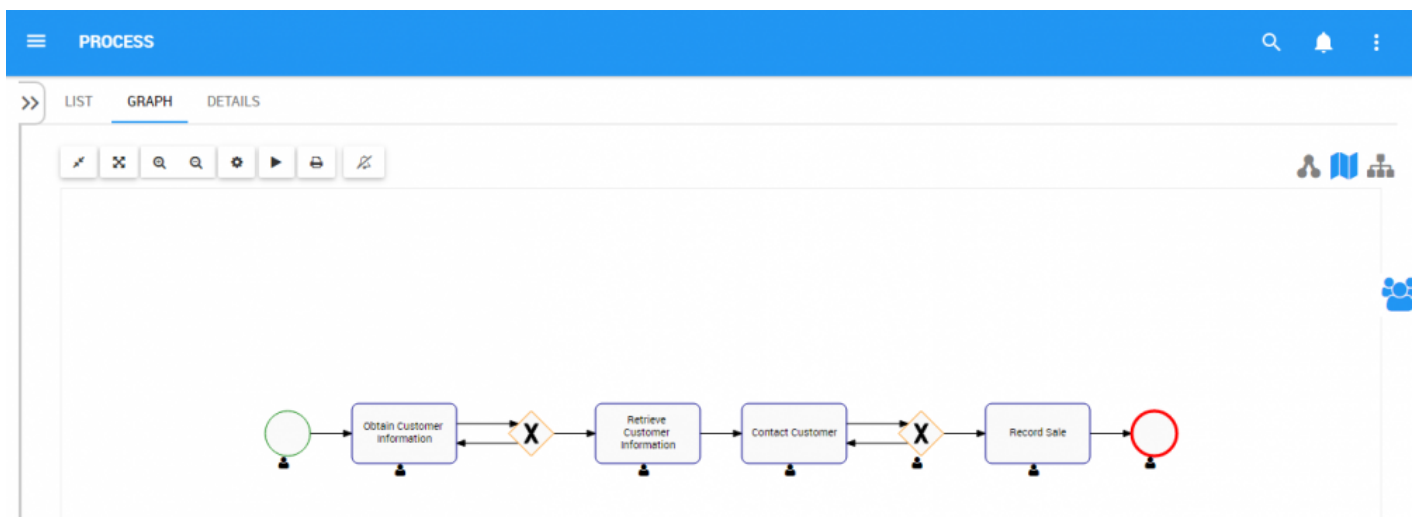 PROCESS
LIST GRAPH DETAILS
Obtain Customer
Information
X
Retrieve
Customer
Information
Contact Customer
X
Record Sale